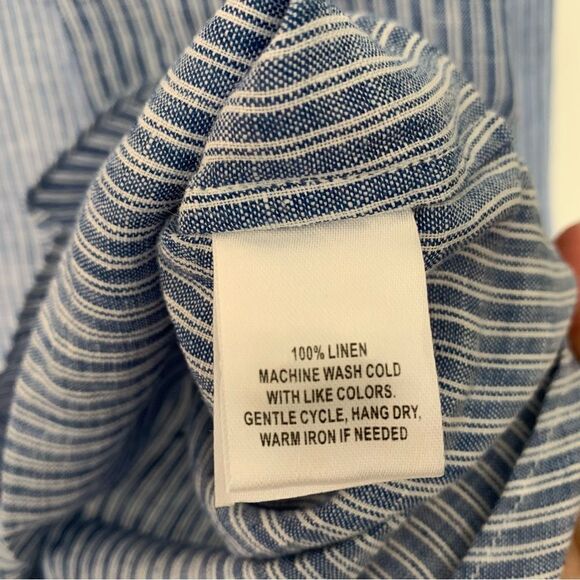 100% LINEN
MACHINE WASH COLD
WITH LIKE COLORS.
GENTLE CYCLE, HANG DRY,
WARM IRON IF NEEDED